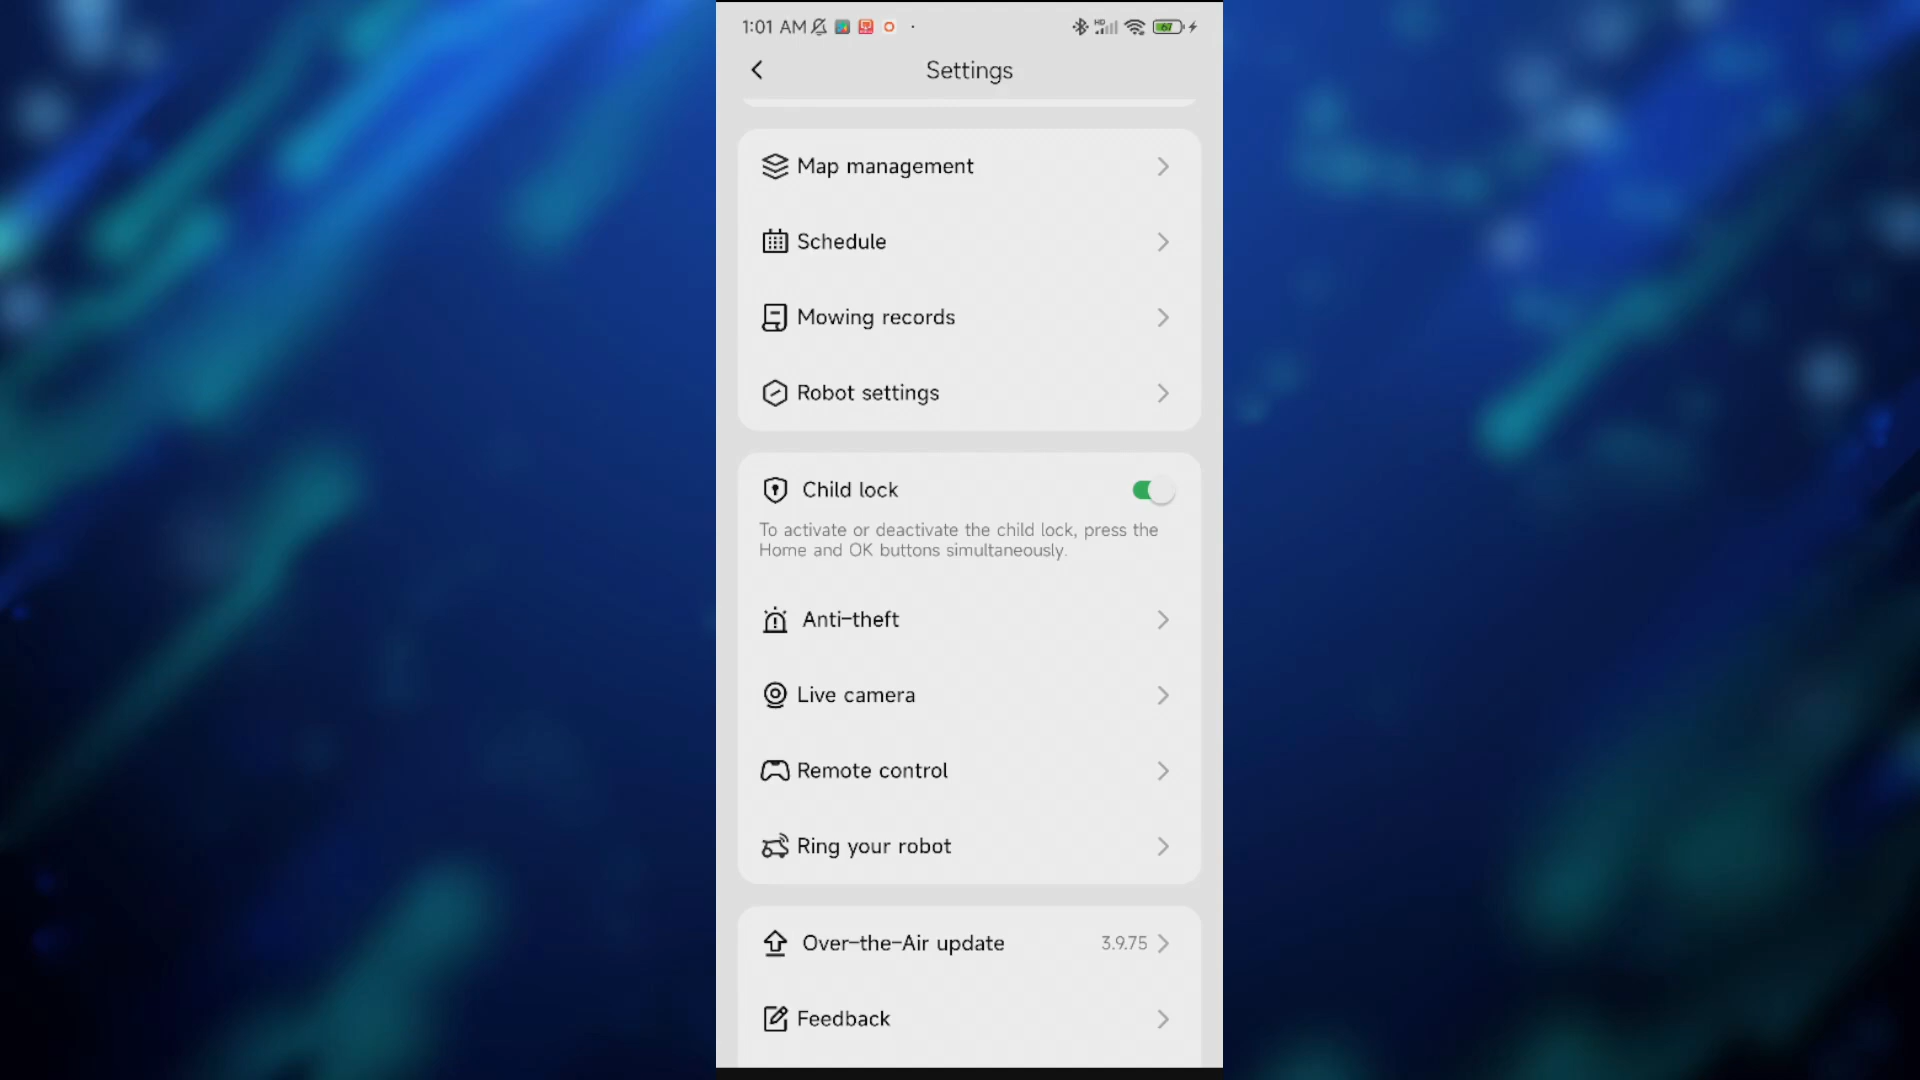 1:01 AM
HD
67
Settings
Map management
Schedule
Mowing records
Robot settings
Child lock
To activate or deactivate the child lock, press the
Home and OK buttons simultaneously.
Anti-theft
Live camera
Remote control
Ring your robot
Over-the-Air update 3.9.75
Feedback